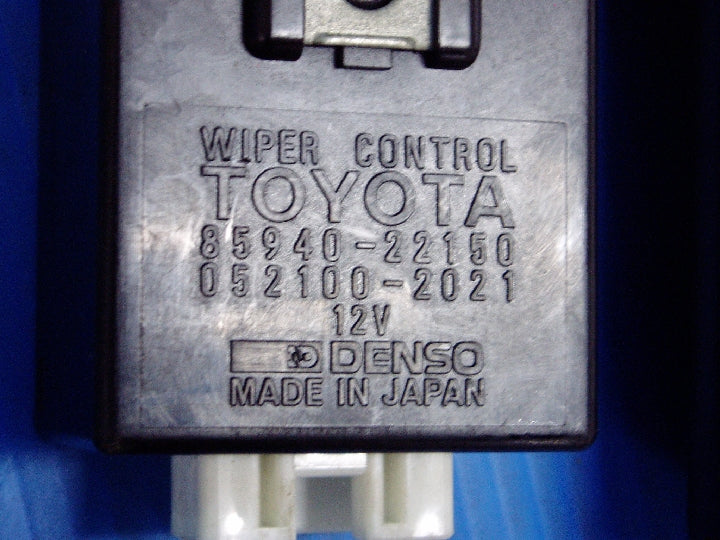 WIPER CONTROL
TOYOTA
85940-22150
052100-2021
12V
DENSO
MADE IN JAPAN